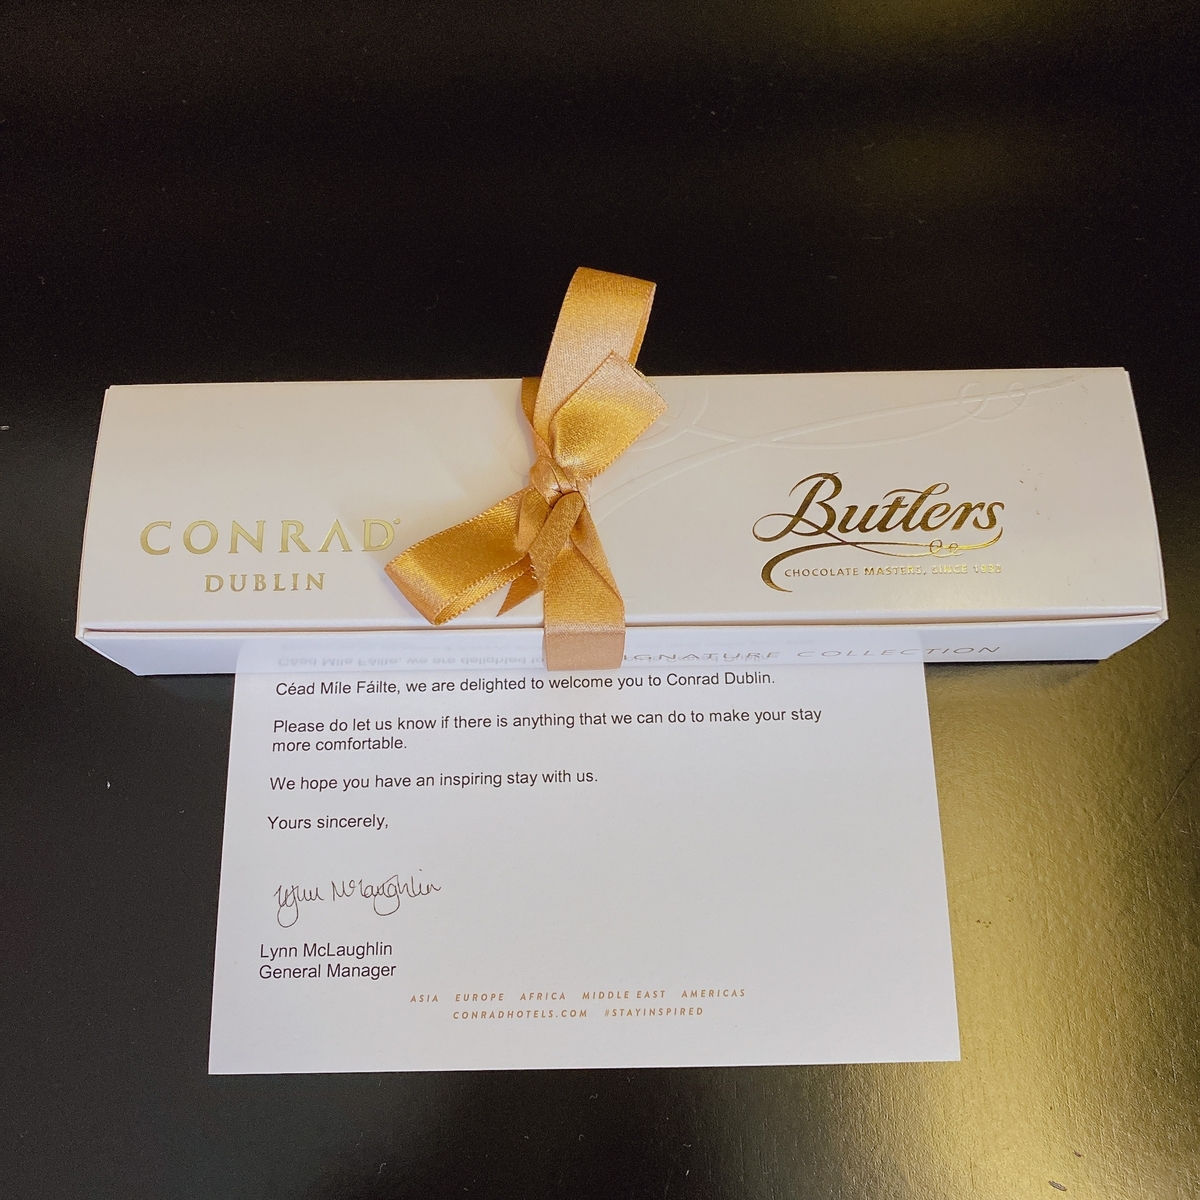 CONRAD
DUBLIN
Butlers
CHOCOLATE MASTERS, SINCE 1932
SIGNATURE COLLECTION
Céad Míle Fáilte, we are delighted to welcome you to Conrad Dublin.
Please do let us know if there is anything that we can do to make your stay
more comfortable.
We hope you have an inspiring stay with us.
Yours sincerely,
Lynn McLaughlin
Lynn McLaughlin
General Manager
ASIA EUROPE AFRICA MIDDLE EAST AMERICAS
CONRADHOTELS.COM #STAYINSPIRED